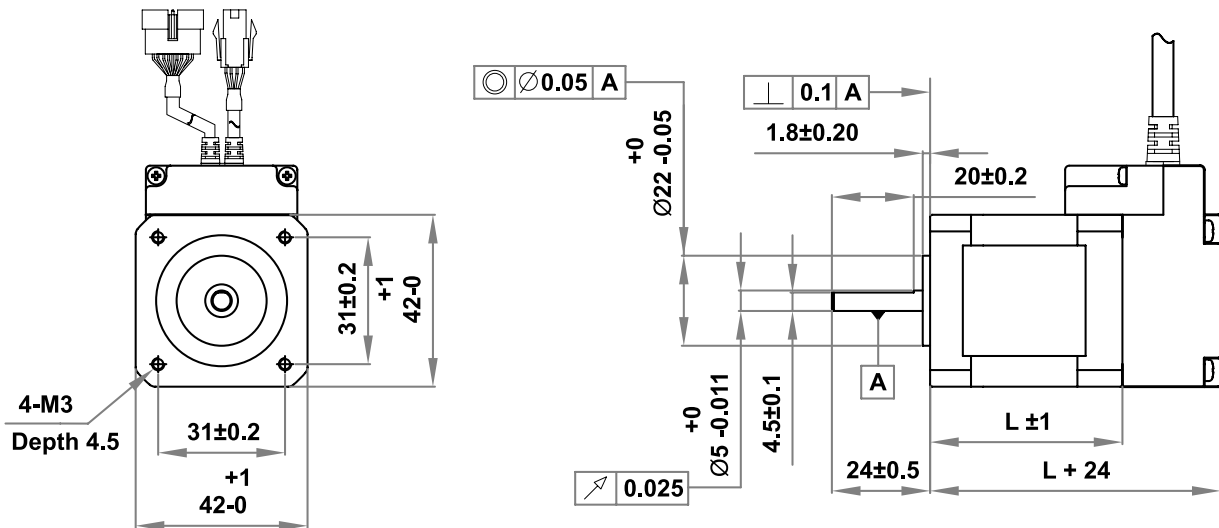 Ø0.05 A
⊥ 0.1 A
1.8±0.20
+0
Ø22 -0.05
20±0.2
31±0.2
+1
42-0
4-M3
Depth 4.5
31±0.2
+1
42-0
+0
Ø5 -0.011
4.5±0.1
A
L ±1
24±0.5
L + 24
0.025